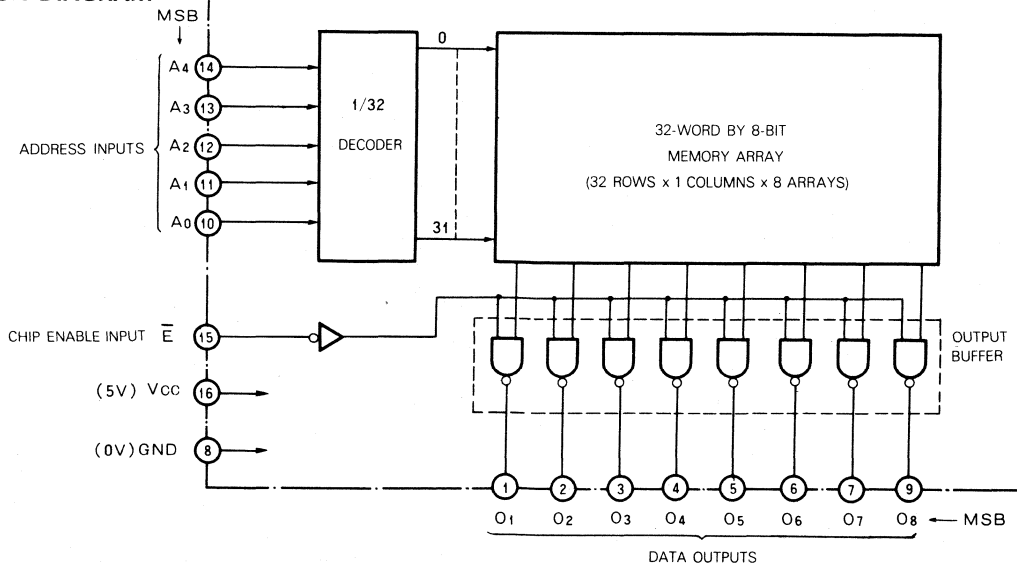 MSB
A4 14
A3 13
A2 12
A1 11
A0 10
ADDRESS INPUTS
1/32
DECODER
0
31
32-WORD BY 8-BIT
MEMORY ARRAY
(32 ROWS x 1 COLUMNS x 8 ARRAYS)
CHIP ENABLE INPUT E̅ 15
(5V) VCC 16
(0V) GND 8
OUTPUT
BUFFER
1 2 3 4 5 6 7 9
O1 O2 O3 O4 O5 O6 O7 O8 ← MSB
DATA OUTPUTS